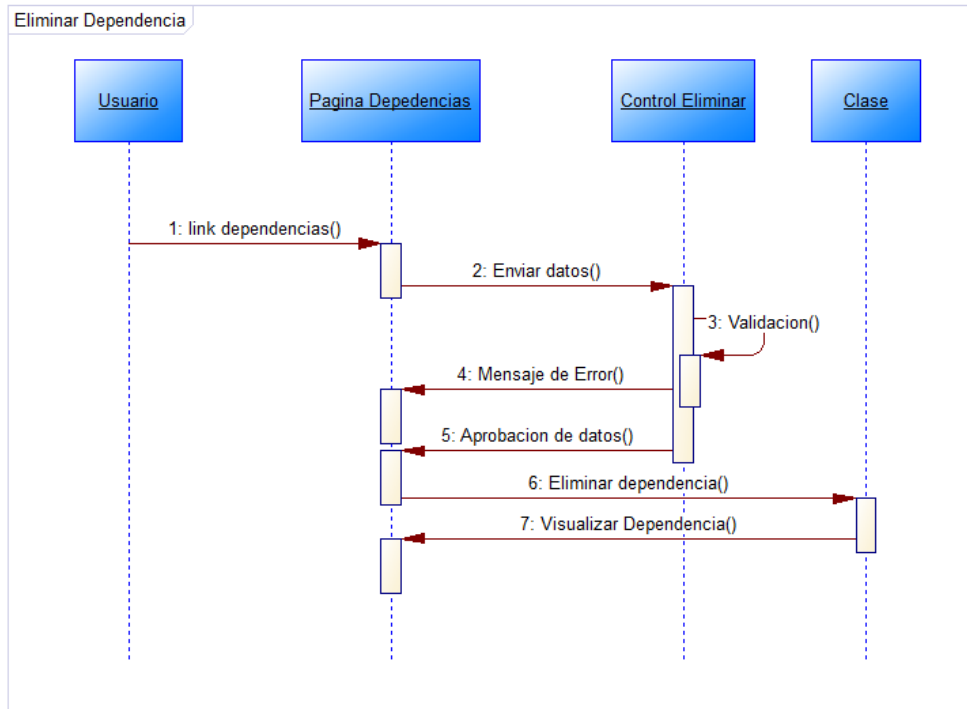 Eliminar Dependencia
Usuario
Pagina Depedencias
Control Eliminar
Clase
1: link dependencias()
2: Enviar datos()
3: Validacion()
4: Mensaje de Error()
5: Aprobacion de datos()
6: Eliminar dependencia()
7: Visualizar Dependencia()